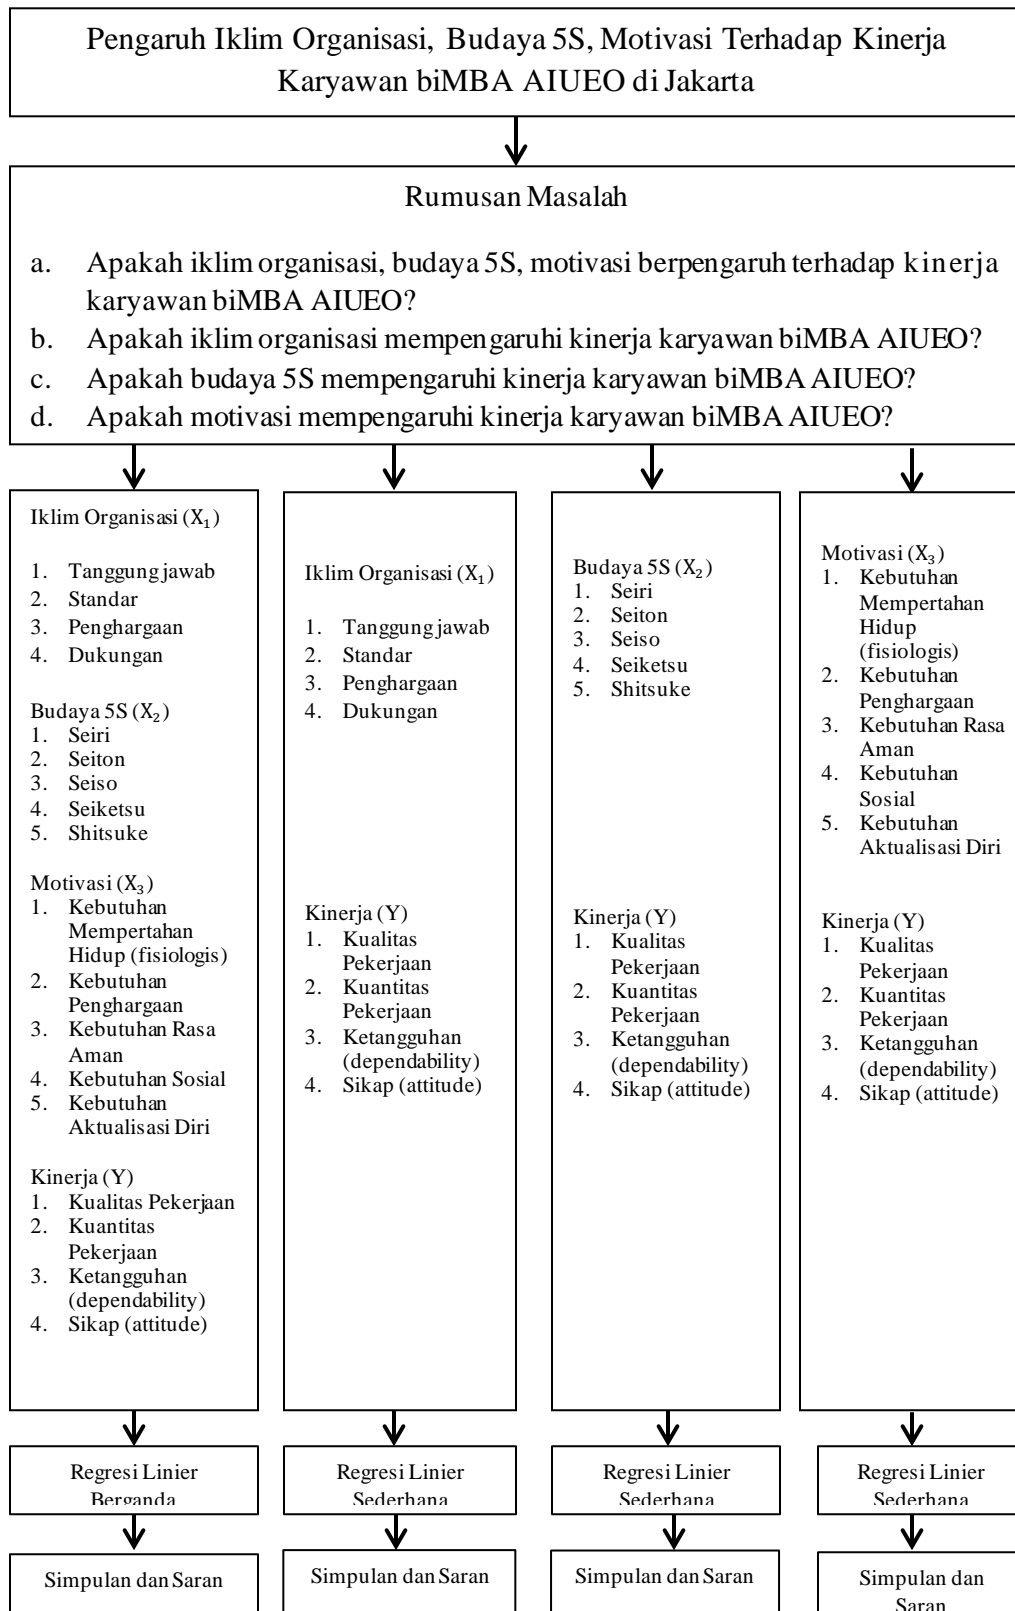 Pengaruh Iklim Organisasi, Budaya 5S, Motivasi Terhadap Kinerja
Karyawan biMBA AIUEO di Jakarta
Rumusan Masalah
a. Apakah iklim organisasi, budaya 5S, motivasi berpengaruh terhadap kinerja
karyawan biMBA AIUEO?
b. Apakah iklim organisasi mempengaruhi kinerja karyawan biMBA AIUEO?
c. Apakah budaya 5S mempengaruhi kinerja karyawan biMBA AIUEO?
d. Apakah motivasi mempengaruhi kinerja karyawan biMBA AIUEO?
Iklim Organisasi (X₁)
1. Tanggung jawab
2. Standar
3. Penghargaan
4. Dukungan
Budaya 5S (X₂)
1. Seiri
2. Seiton
3. Seiso
4. Seiketsu
5. Shitsuke
Motivasi (X₃)
1. Kebutuhan
Mempertahan
Hidup (fisiologis)
2. Kebutuhan
Penghargaan
3. Kebutuhan Rasa
Aman
4. Kebutuhan Sosial
5. Kebutuhan
Aktualisasi Diri
Kinerja (Y)
1. Kualitas Pekerjaan
2. Kuantitas
Pekerjaan
3. Ketangguhan
(dependability)
4. Sikap (attitude)
Iklim Organisasi (X₁)
1. Tanggung jawab
2. Standar
3. Penghargaan
4. Dukungan
Kinerja (Y)
1. Kualitas
Pekerjaan
2. Kuantitas
Pekerjaan
3. Ketangguhan
(dependability)
4. Sikap (attitude)
Budaya 5S (X₂)
1. Seiri
2. Seiton
3. Seiso
4. Seiketsu
5. Shitsuke
Kinerja (Y)
1. Kualitas
Pekerjaan
2. Kuantitas
Pekerjaan
3. Ketangguhan
(dependability)
4. Sikap (attitude)
Motivasi (X₃)
1. Kebutuhan
Mempertahan
Hidup
(fisiologis)
2. Kebutuhan
Penghargaan
3. Kebutuhan Rasa
Aman
4. Kebutuhan
Sosial
5. Kebutuhan
Aktualisasi Diri
Kinerja (Y)
1. Kualitas
Pekerjaan
2. Kuantitas
Pekerjaan
3. Ketangguhan
(dependability)
4. Sikap (attitude)
Regresi Linier
Berganda
Regresi Linier
Sederhana
Regresi Linier
Sederhana
Regresi Linier
Sederhana
Simpulan dan Saran
Simpulan dan Saran
Simpulan dan Saran
Simpulan dan
Saran